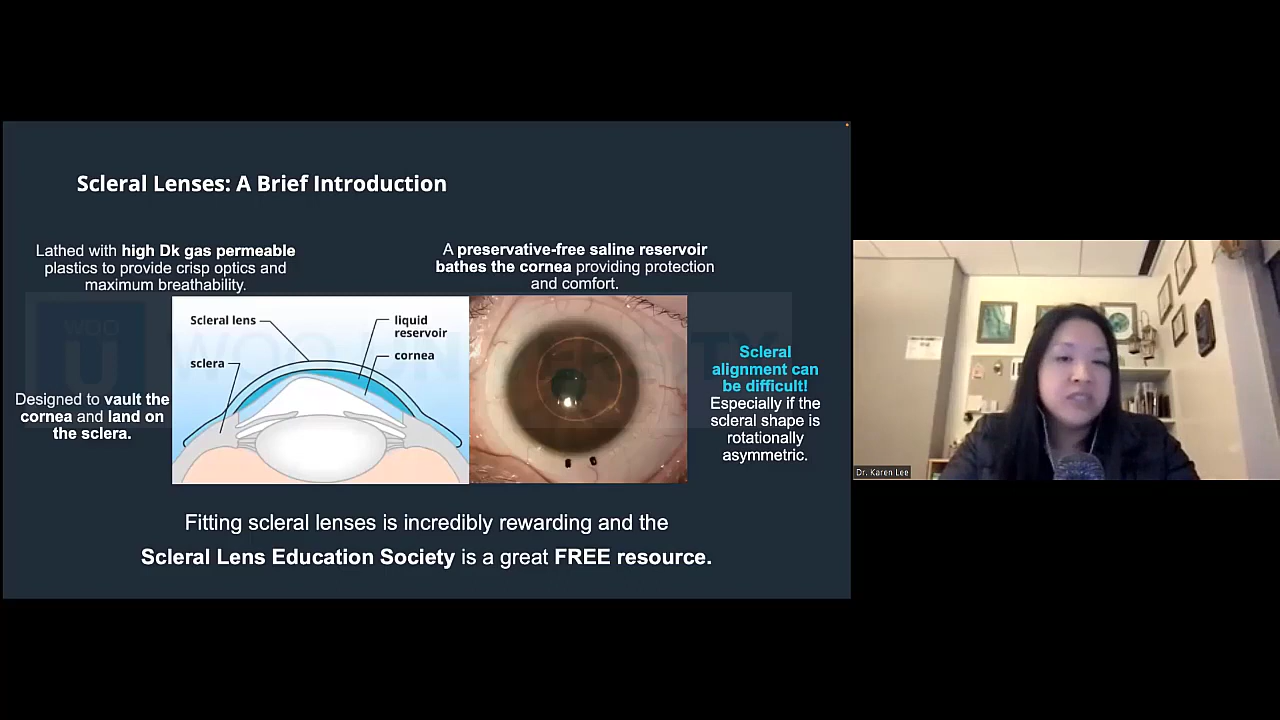 Scleral Lenses: A Brief Introduction
Lathed with high Dk gas permeable
plastics to provide crisp optics and
maximum breathability.
A preservative-free saline reservoir
bathes the cornea providing protection
and comfort.
WOO
U
WOO UNIVERSITY
Scleral lens
liquid
reservoir
sclera
cornea
Designed to vault the
cornea and land on
the sclera.
Scleral
alignment can
be difficult!
Especially if the
scleral shape is
rotationally
asymmetric.
Fitting scleral lenses is incredibly rewarding and the
Scleral Lens Education Society is a great FREE resource.
Dr. Karen Lee